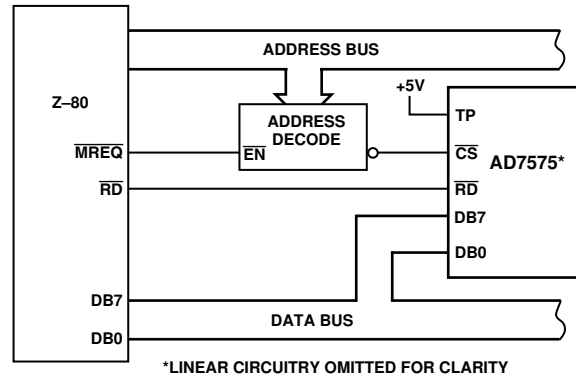 ADDRESS BUS
+5V
Z–80
ADDRESS
DECODE
TP
MREQ
EN
CS
AD7575*
RD
RD
DB7
DB0
DB7
DATA BUS
DB0
*LINEAR CIRCUITRY OMITTED FOR CLARITY